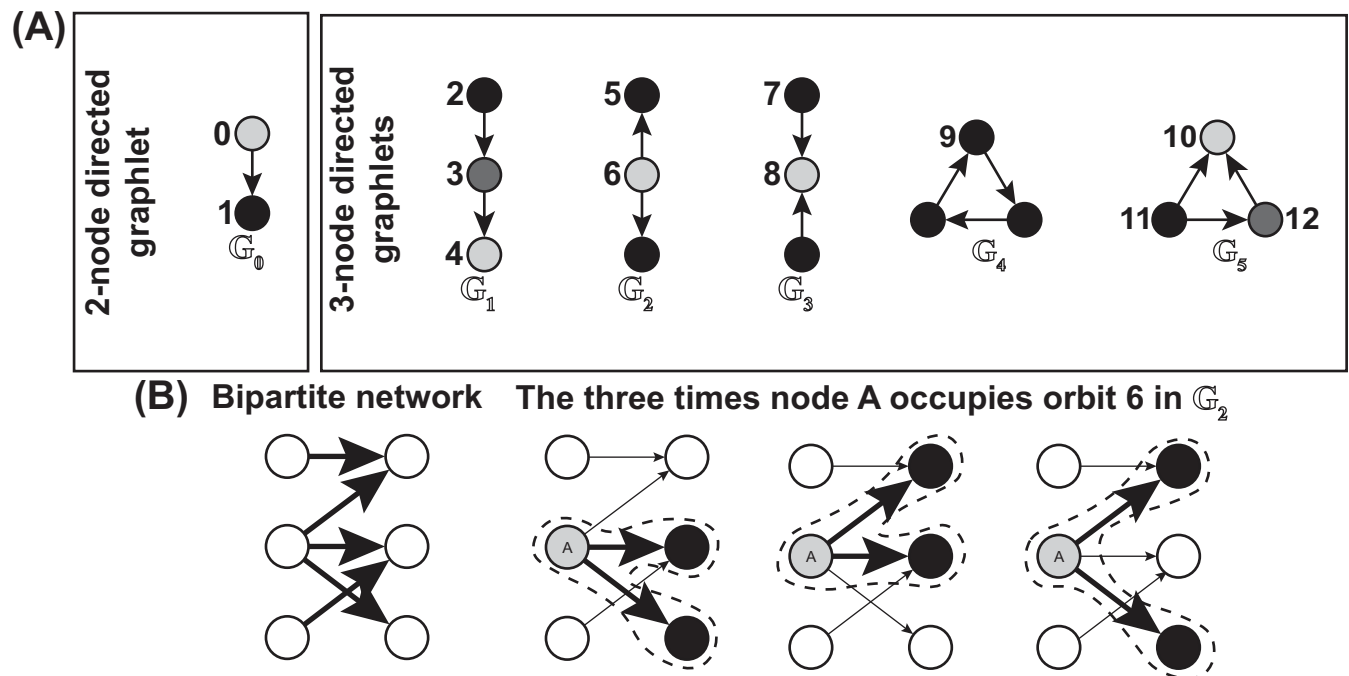 (A)
2-node directed
graphlet
0
1
𝔾₀
3-node directed
graphlets
2
3
4
𝔾₁
5
6
𝔾₂
7
8
𝔾₃
9
𝔾₄
10
11
12
𝔾₅
(B) Bipartite network
The three times node A occupies orbit 6 in 𝔾₂
A
A
A